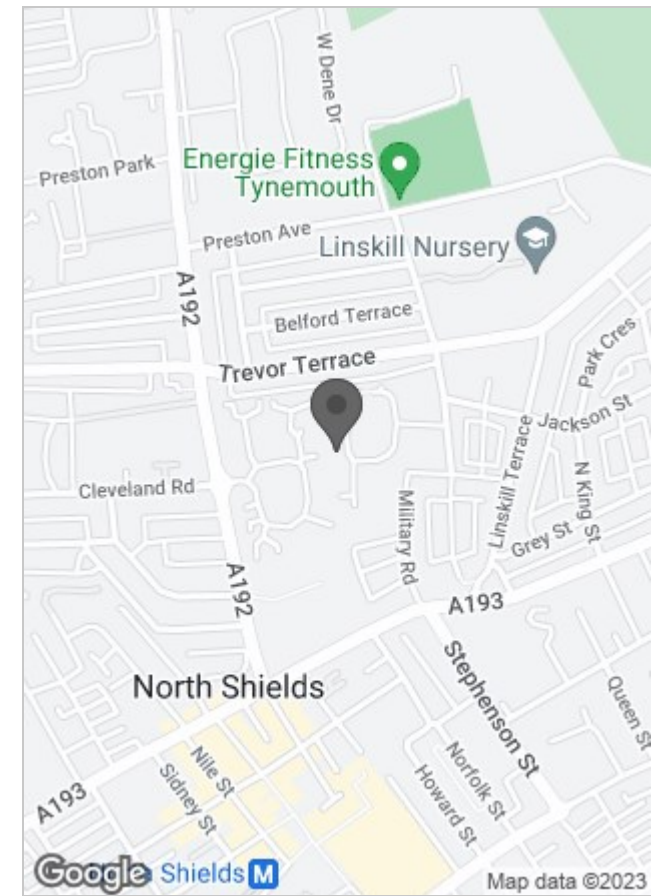 W Dene Dr
Preston Park
Energie Fitness
Tynemouth
Preston Ave
Linskill Nursery
A192
Belford Terrace
Park Cres
Trevor Terrace
Jackson St
Linskill Terrace
Cleveland Rd
N King St
Military Rd
Grey St
A192
A193
North Shields
Stephenson St
Queen St
Nile St
Norfolk St
Sidney St
Howard St
A193
Google
Shields M
Map data ©2023